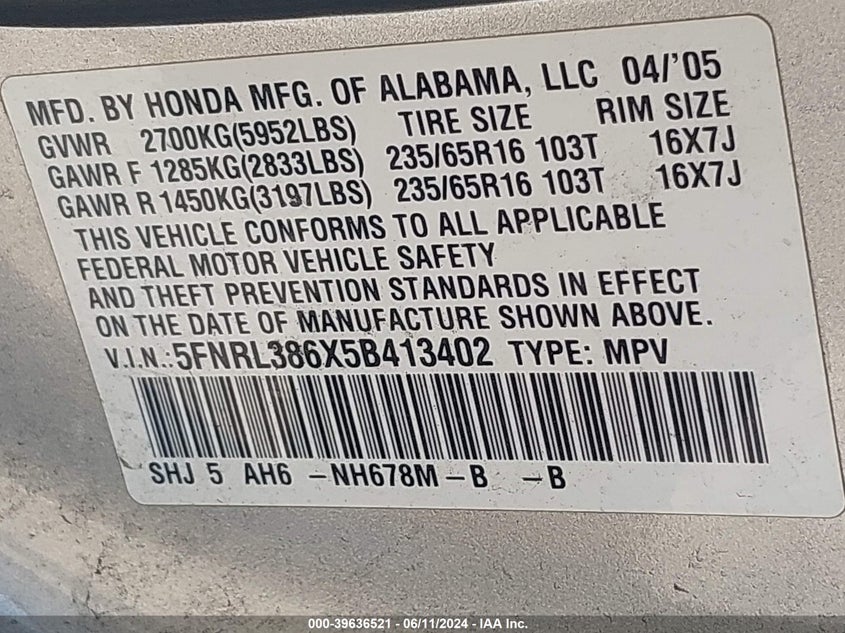 MFD. BY HONDA MFG. OF ALABAMA, LLC 04/'05
GVWR 2700KG(5952LBS) TIRE SIZE RIM SIZE
GAWR F 1285KG(2833LBS) 235/65R16 103T 16X7J
GAWR R 1450KG(3197LBS) 235/65R16 103T 16X7J
THIS VEHICLE CONFORMS TO ALL APPLICABLE
FEDERAL MOTOR VEHICLE SAFETY
AND THEFT PREVENTION STANDARDS IN EFFECT
ON THE DATE OF MANUFACTURE SHOWN ABOVE.
V.I.N.:5FNRL386X5B413402 TYPE: MPV
SHJ 5 AH6 -NH678M-B -B
000-39636521 - 06/11/2024 - IAA Inc.